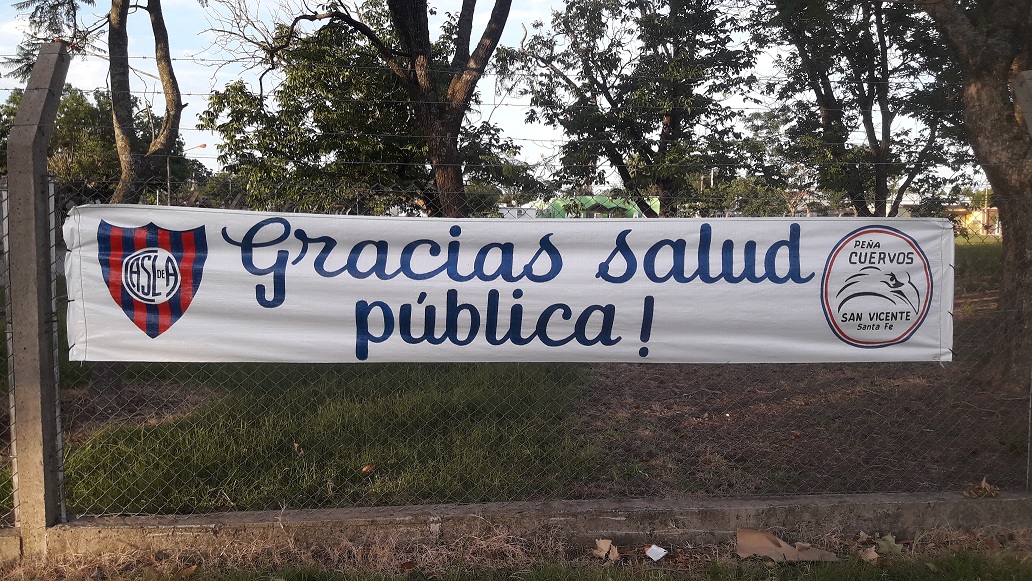 CASLA
Gracias salud
pública!
PEÑA
CUERVOS
SAN VICENTE
Santa Fe